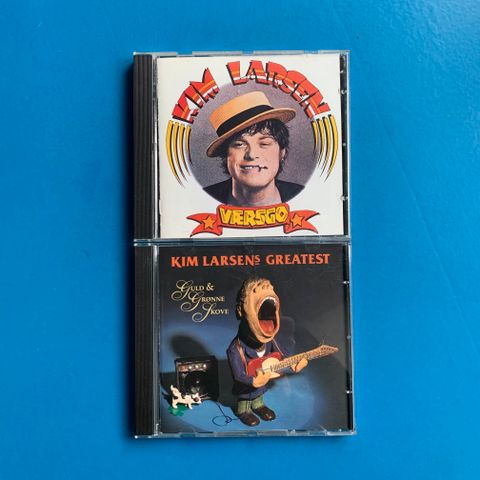 KIM LARSEN
VÆRSGO
KIM LARSENS GREATEST
GULD &
GRØNNE
SKOVE